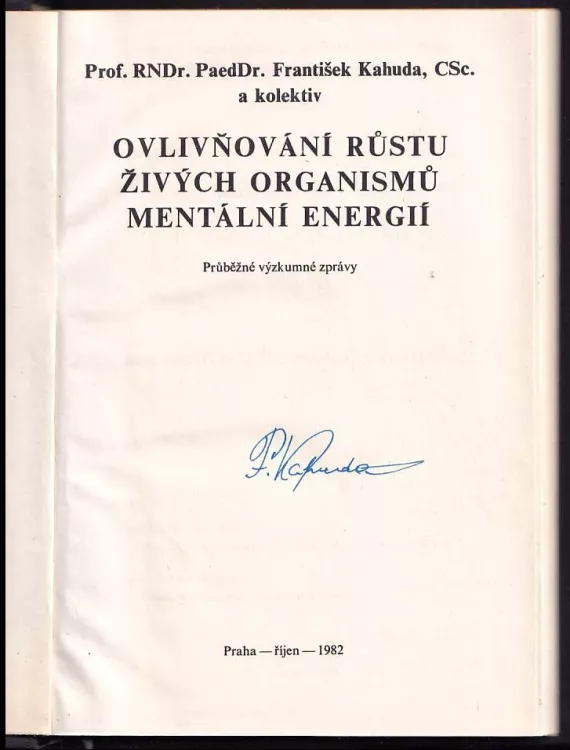 Prof. RNDr. PaedDr. František Kahuda, CSc.
a kolektiv
OVLIVŇOVÁNÍ RŮSTU
ŽIVÝCH ORGANISMŮ
MENTÁLNÍ ENERGIÍ
Průběžné výzkumné zprávy
F. Kahuda
Praha — říjen — 1982